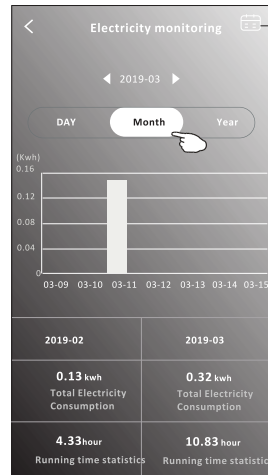 Electricity monitoring
2019-03
DAY Month Year
(Kwh)
0.16
0.12
0.08
0.04
0
03-09 03-10 03-11 03-12 03-13 03-14 03-15
2019-02 2019-03
0.13 kwh 0.32 kwh
Total Electricity Total Electricity
Consumption Consumption
4.33hour 10.83 hour
Running time statistics Running time statistic